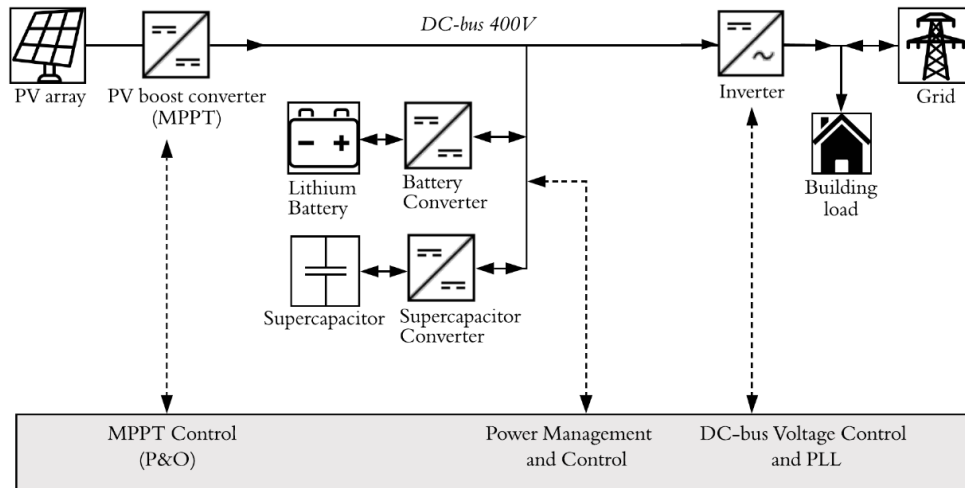 DC-bus 400V
PV array
PV boost converter
(MPPT)
Inverter
Grid
Lithium
Battery
Battery
Converter
Building
load
Supercapacitor
Supercapacitor
Converter
MPPT Control
(P&O)
Power Management
and Control
DC-bus Voltage Control
and PLL